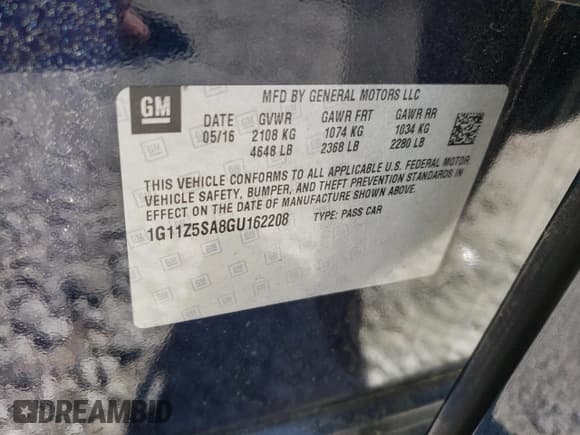 GM
MFD BY GENERAL MOTORS LLC
DATE GVWR GAWR FRT GAWR RR
05/16 2108 KG 1074 KG 1034 KG
4648 LB 2368 LB 2280 LB
THIS VEHICLE CONFORMS TO ALL APPLICABLE U.S. FEDERAL MOTOR
VEHICLE SAFETY, BUMPER, AND THEFT PREVENTION STANDARDS IN
EFFECT ON THE DATE OF MANUFACTURE SHOWN ABOVE.
1G11Z5SA8GU162208 TYPE: PASS CAR
DREAMBID